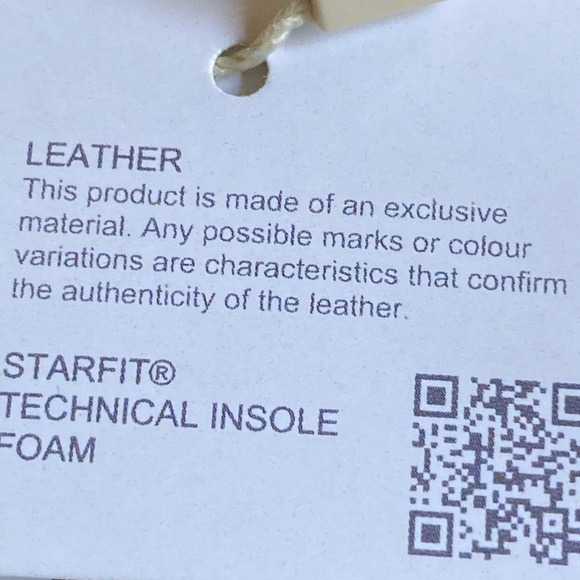 LEATHER
This product is made of an exclusive
material. Any possible marks or colour
variations are characteristics that confirm
the authenticity of the leather.
STARFIT®
TECHNICAL INSOLE
FOAM